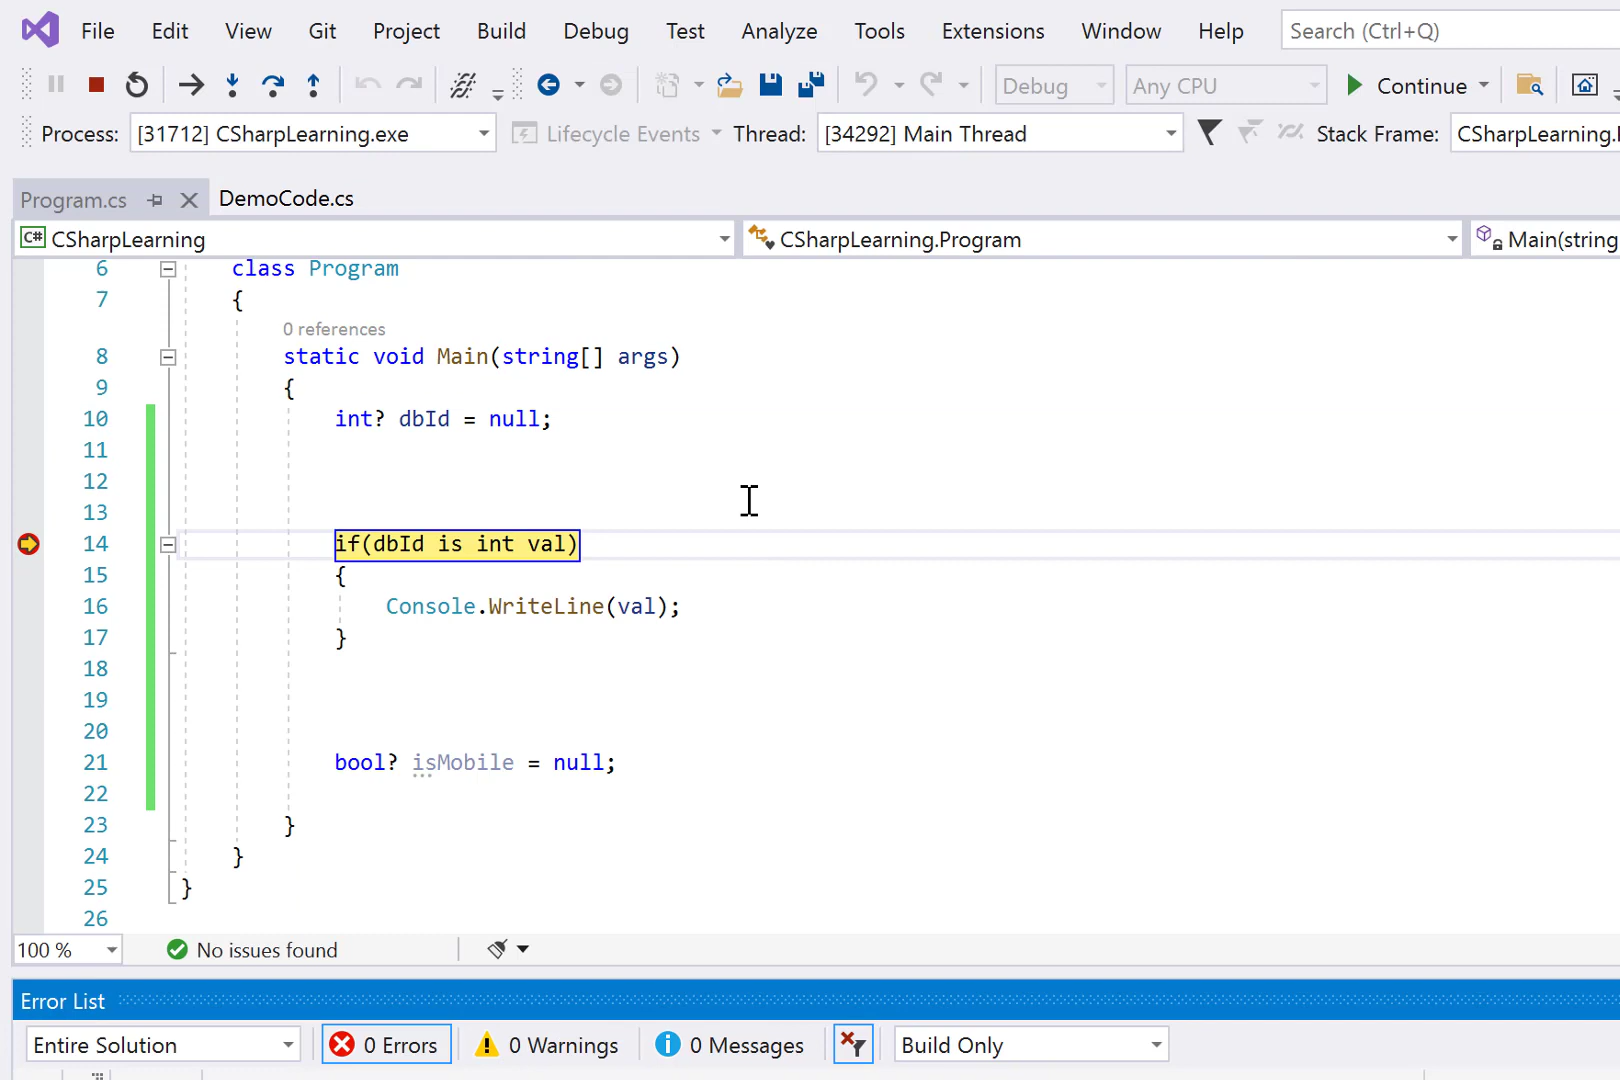 File Edit View Git Project Build Debug Test Analyze Tools Extensions Window Help Search (Ctrl+Q)
Debug Any CPU Continue
Process: [31712] CSharpLearning.exe Lifecycle Events Thread: [34292] Main Thread Stack Frame: CSharpLearning.
Program.cs DemoCode.cs
C# CSharpLearning CSharpLearning.Program Main(string
6 class Program
7 {
0 references
8 static void Main(string[] args)
9 {
10 int? dbId = null;
11
12
13
14 if(dbId is int val)
15 {
16 Console.WriteLine(val);
17 }
18
19
20
21 bool? isMobile = null;
22
23 }
24 }
25 }
26
100 % No issues found
Error List
Entire Solution 0 Errors 0 Warnings 0 Messages Build Only